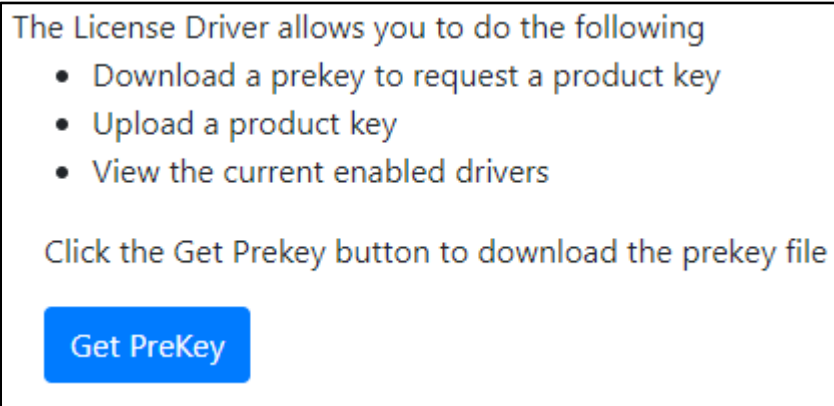 The License Driver allows you to do the following
• Download a prekey to request a product key
• Upload a product key
• View the current enabled drivers
Click the Get Prekey button to download the prekey file
Get PreKey